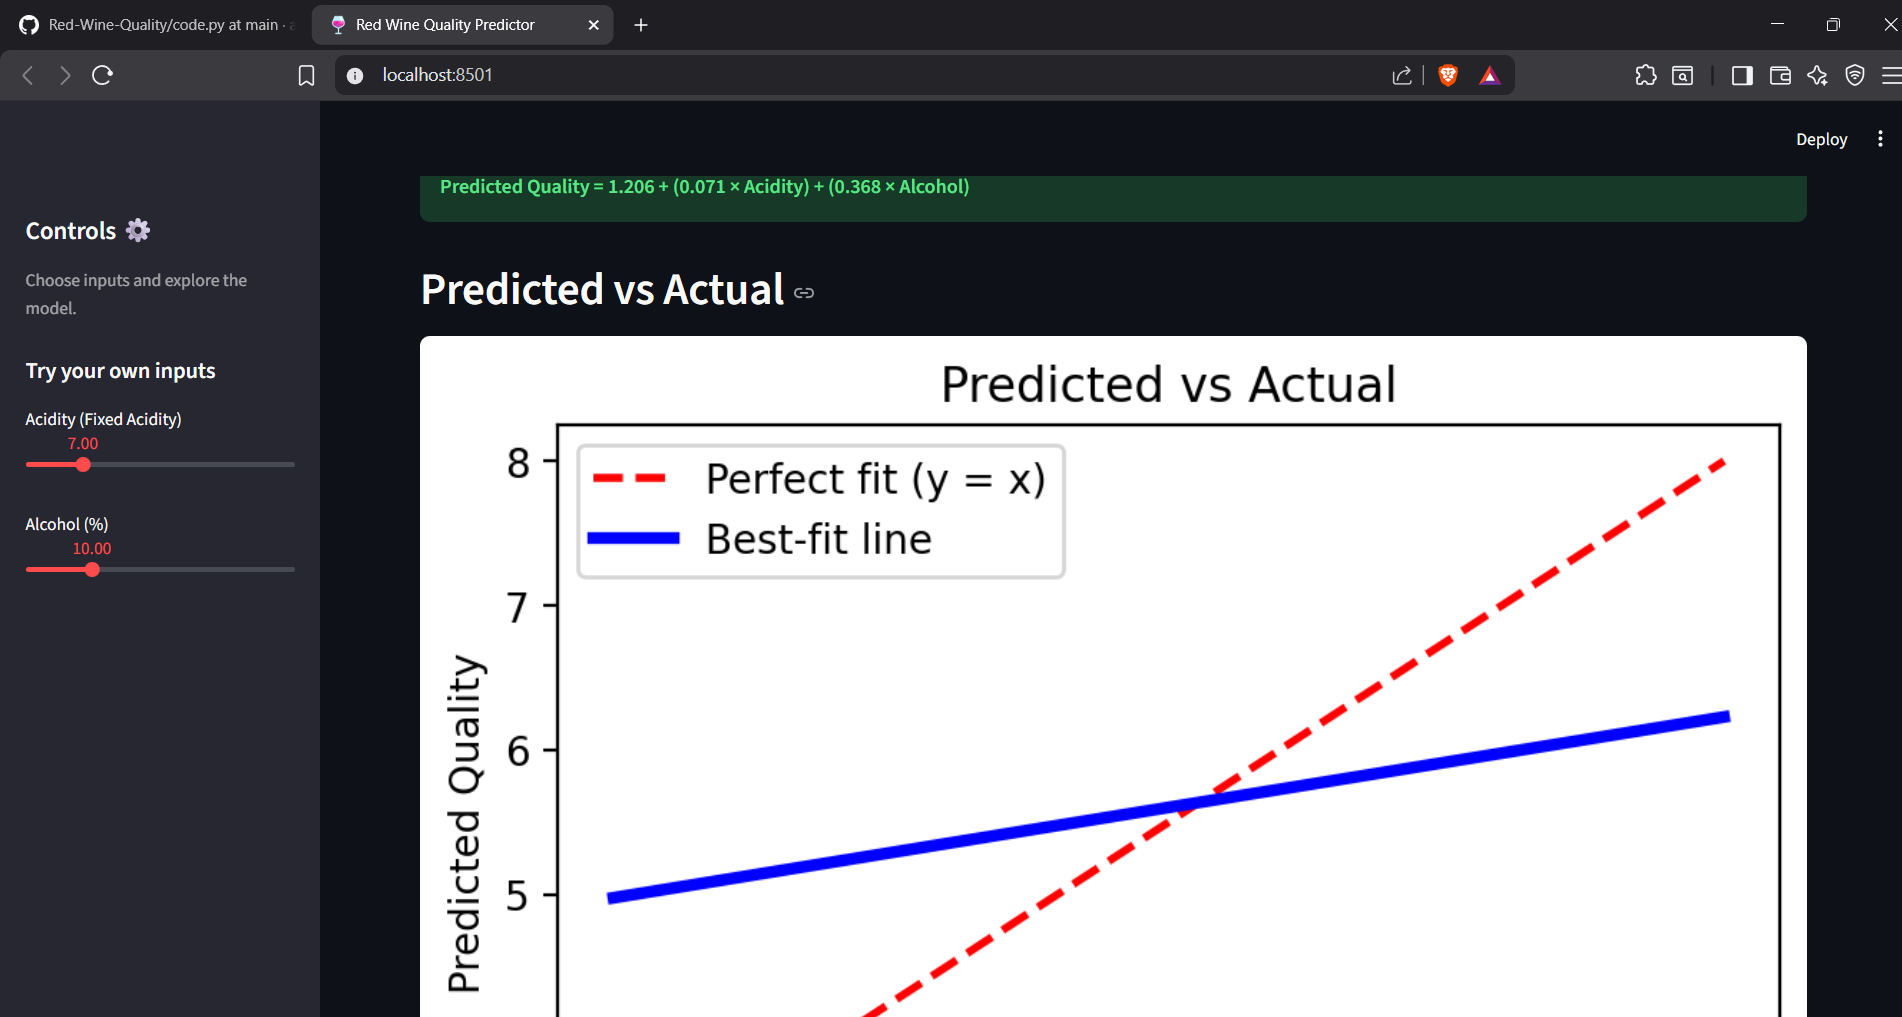 Red-Wine-Quality/code.py at main ·
Red Wine Quality Predictor
localhost:8501
Deploy
Controls
Choose inputs and explore the
model.
Try your own inputs
Acidity (Fixed Acidity)
7.00
Alcohol (%)
10.00
Predicted Quality = 1.206 + (0.071 × Acidity) + (0.368 × Alcohol)
Predicted vs Actual
Predicted vs Actual
Perfect fit (y = x)
Best-fit line
8
7
6
5
Predicted Quality